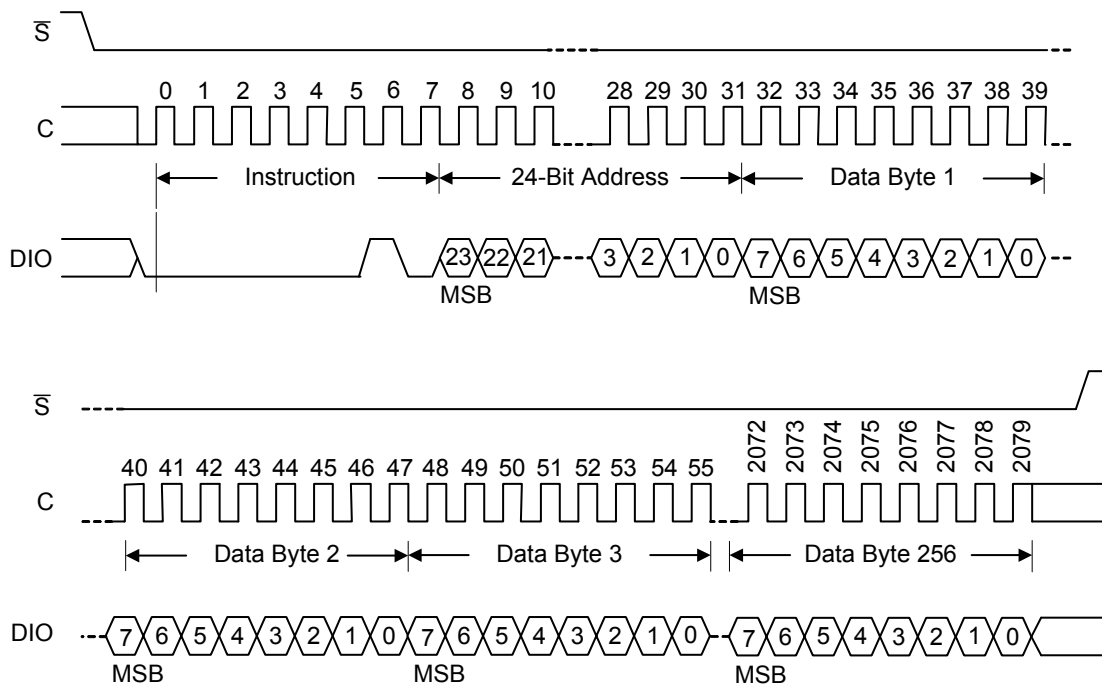 S̅
0 1 2 3 4 5 6 7 8 9 10 28 29 30 31 32 33 34 35 36 37 38 39
C
Instruction 24-Bit Address Data Byte 1
DIO 23 22 21 3 2 1 0 7 6 5 4 3 2 1 0
MSB MSB
S̅
2072 2073 2074 2075 2076 2077 2078 2079
40 41 42 43 44 45 46 47 48 49 50 51 52 53 54 55
C
Data Byte 2 Data Byte 3 Data Byte 256
DIO 7 6 5 4 3 2 1 0 7 6 5 4 3 2 1 0 7 6 5 4 3 2 1 0
MSB MSB MSB